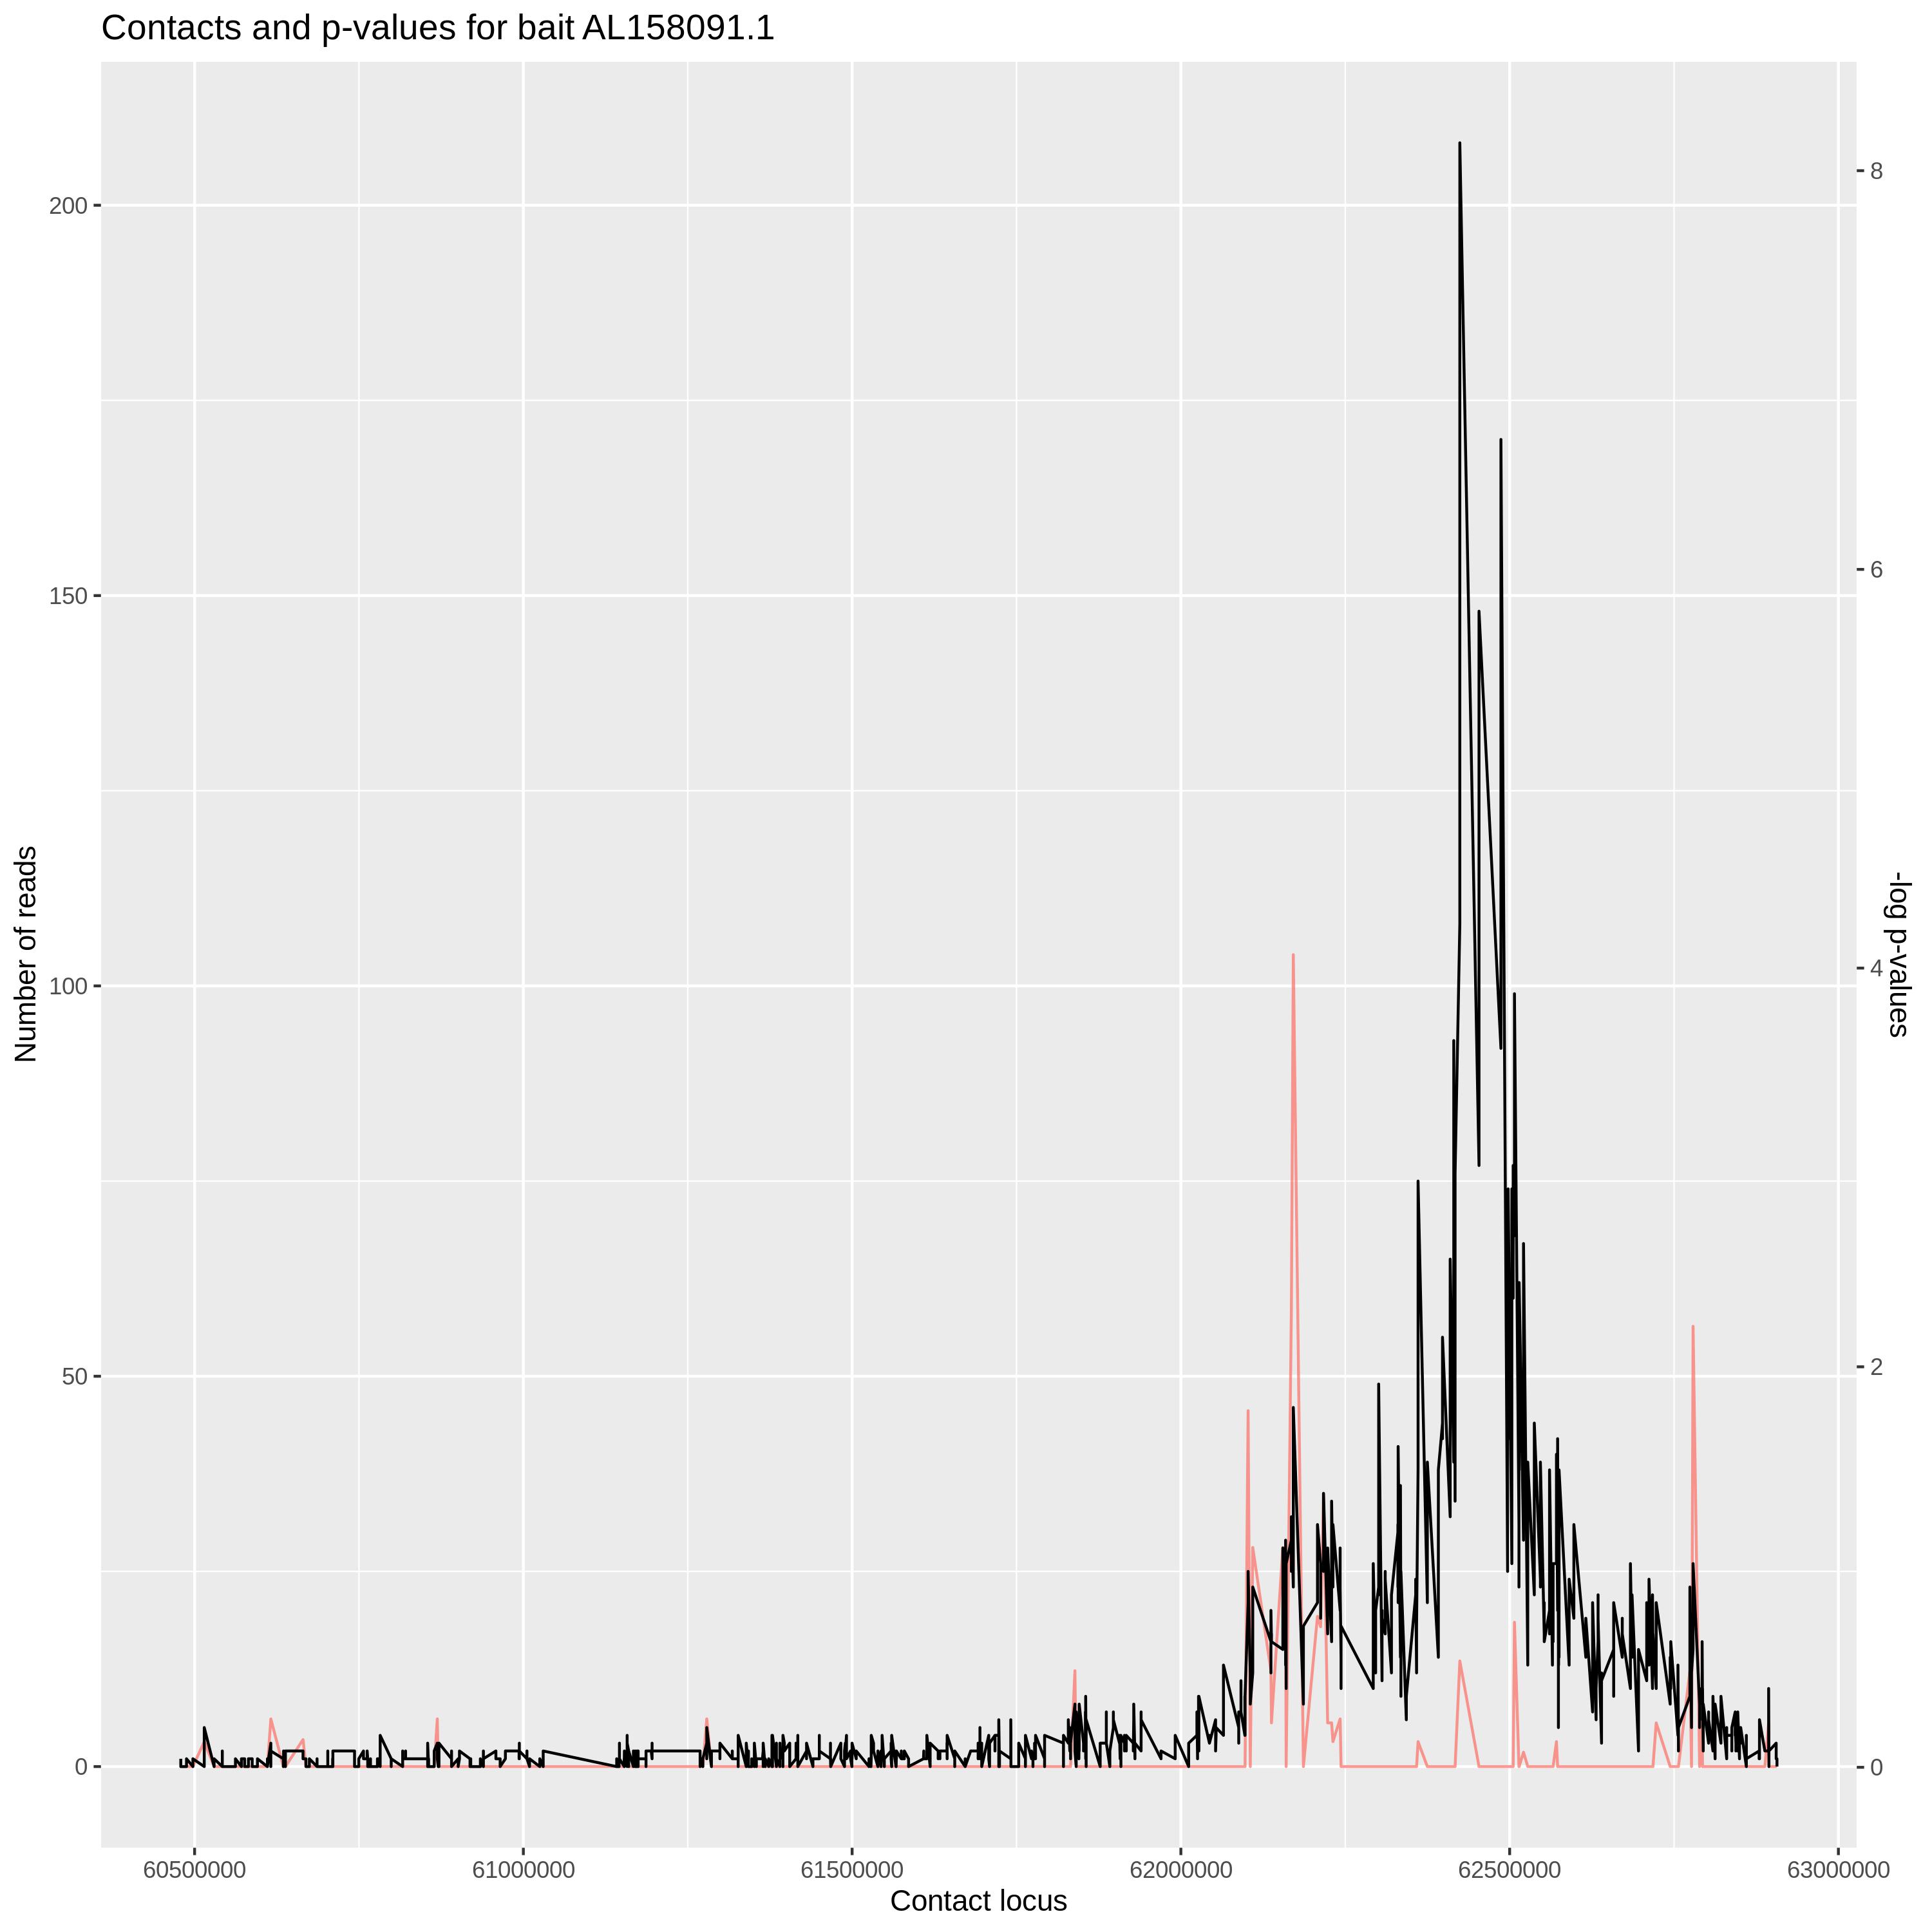 Contacts and p-values for bait AL158091.1
200
150
100
50
0
Number of reads
8
6
4
2
0
-log p-values
60500000 61000000 61500000 62000000 62500000 63000000
Contact locus